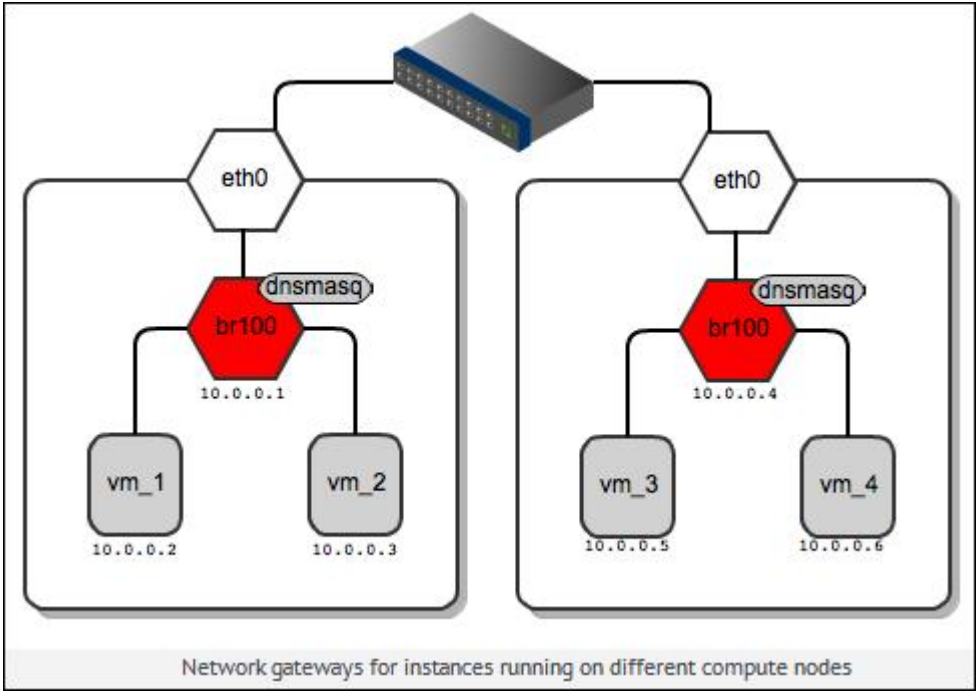 eth0
eth0
dnsmasq
dnsmasq
br100
br100
10.0.0.1
10.0.0.4
vm_1
vm_2
vm_3
vm_4
10.0.0.2
10.0.0.3
10.0.0.5
10.0.0.6
Network gateways for instances running on different compute nodes